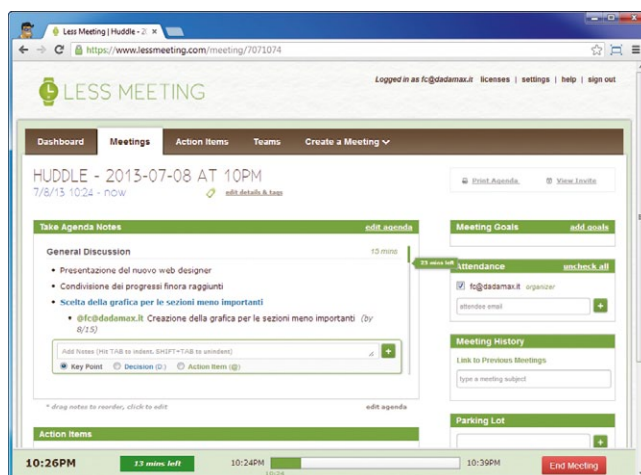 Less Meeting | Huddle - 20
https://www.lessmeeting.com/meeting/7071074
Logged in as fc@dadamax.it licenses | settings | help | sign out
LESS MEETING
Dashboard Meetings Action Items Teams Create a Meeting
HUDDLE - 2013-07-08 AT 10PM
7/8/13 10:24 - now
edit details & tags
Print Agenda
View Invite
Take Agenda Notes edit agenda
General Discussion 15 mins
23 mins left
• Presentazione del nuovo web designer
• Condivisione dei progressi finora raggiunti
• Scelta della grafica per le sezioni meno importanti
• @fc@dadamax.it Creazione della grafica per le sezioni meno importanti (by
8/15)
Add Notes (Hit TAB to indent, SHIFT+TAB to unindent)
Key Point Decision (D:) Action Item (@)
* drag notes to reorder, click to edit edit agenda
Action Items
Meeting Goals add goals
Attendance uncheck all
fc@dadamax.it organizer
attendee email
Meeting History
Link to Previous Meetings
type a meeting subject
Parking Lot
10:26PM 13 mins left 10:24PM 10:39PM End Meeting
10:24